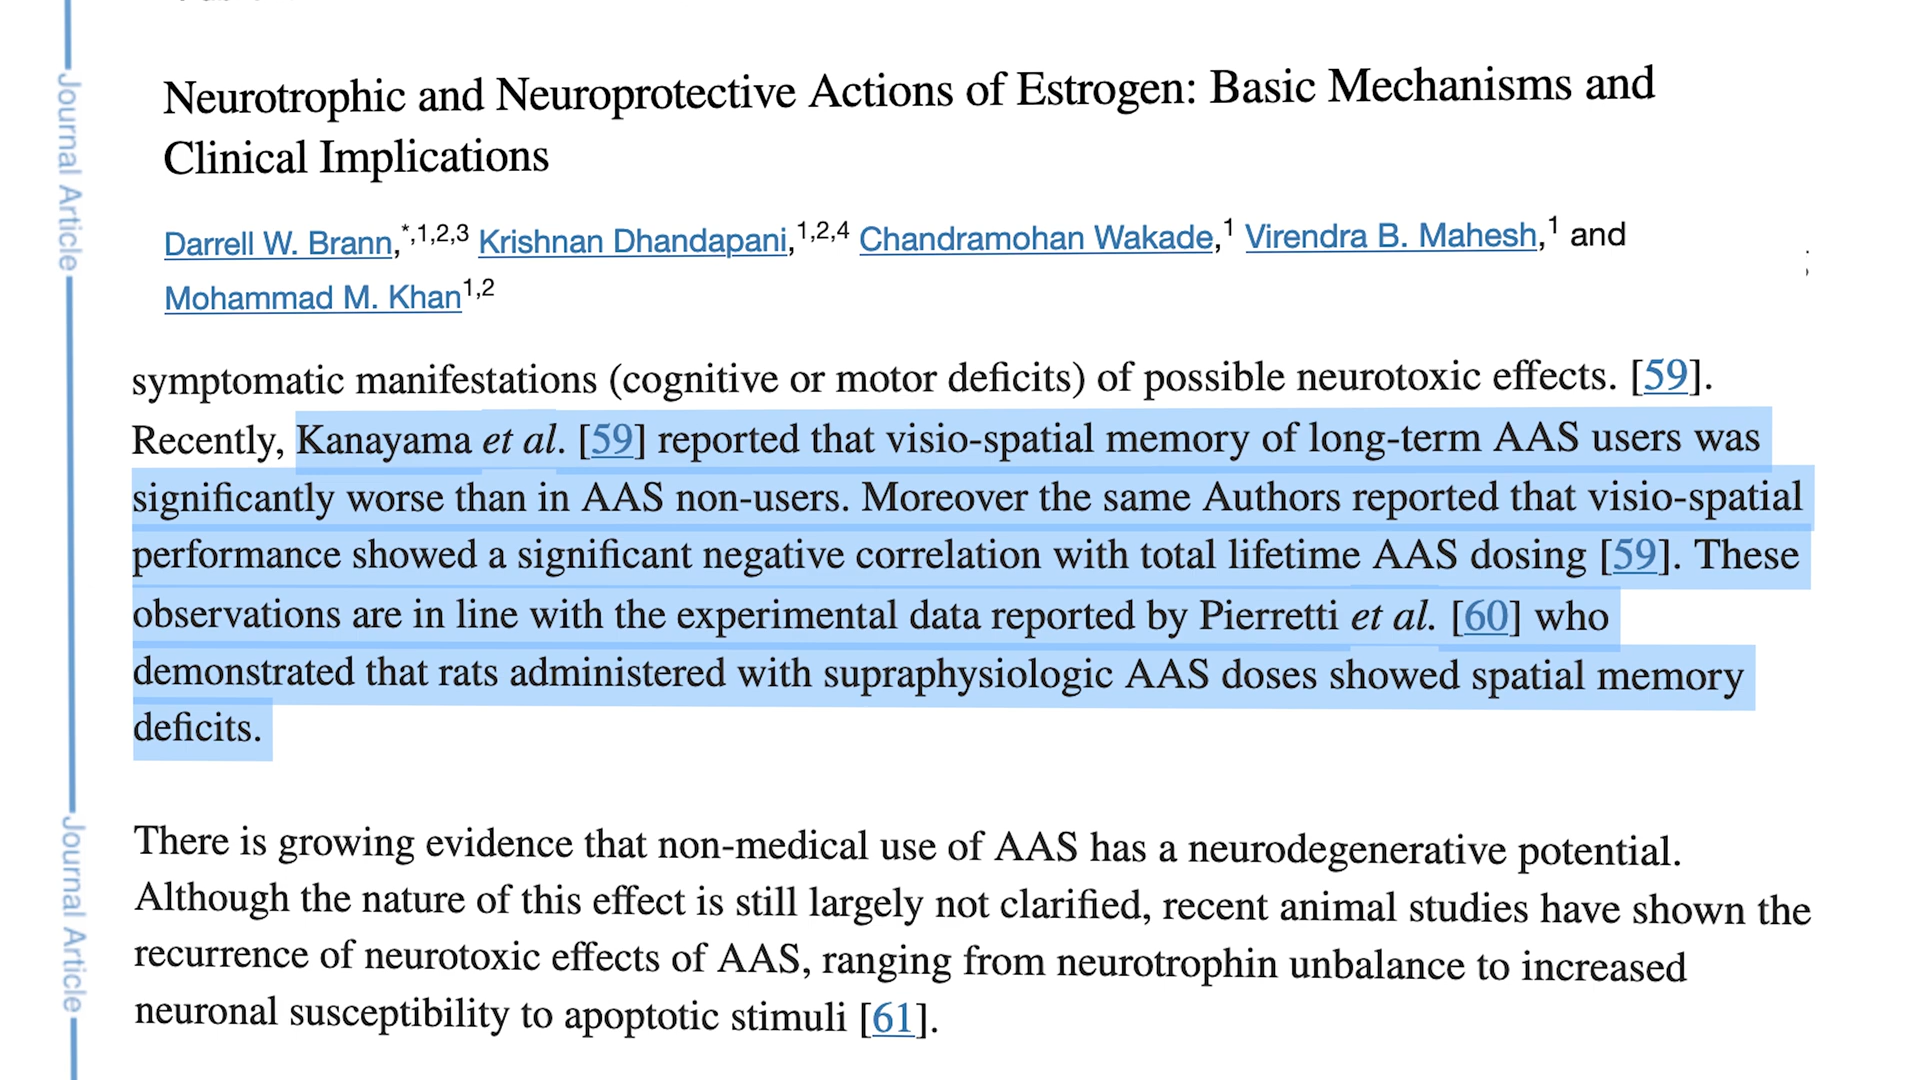 Neurotrophic and Neuroprotective Actions of Estrogen: Basic Mechanisms and
Clinical Implications
Darrell W. Brann,*,1,2,3 Krishnan Dhandapani,1,2,4 Chandramohan Wakade,1 Virendra B. Mahesh,1 and
Mohammad M. Khan1,2
symptomatic manifestations (cognitive or motor deficits) of possible neurotoxic effects. [59].
Recently, Kanayama et al. [59] reported that visio-spatial memory of long-term AAS users was
significantly worse than in AAS non-users. Moreover the same Authors reported that visio-spatial
performance showed a significant negative correlation with total lifetime AAS dosing [59]. These
observations are in line with the experimental data reported by Pierretti et al. [60] who
demonstrated that rats administered with supraphysiologic AAS doses showed spatial memory
deficits.
There is growing evidence that non-medical use of AAS has a neurodegenerative potential.
Although the nature of this effect is still largely not clarified, recent animal studies have shown the
recurrence of neurotoxic effects of AAS, ranging from neurotrophin unbalance to increased
neuronal susceptibility to apoptotic stimuli [61].
Journal Article
Journal Article